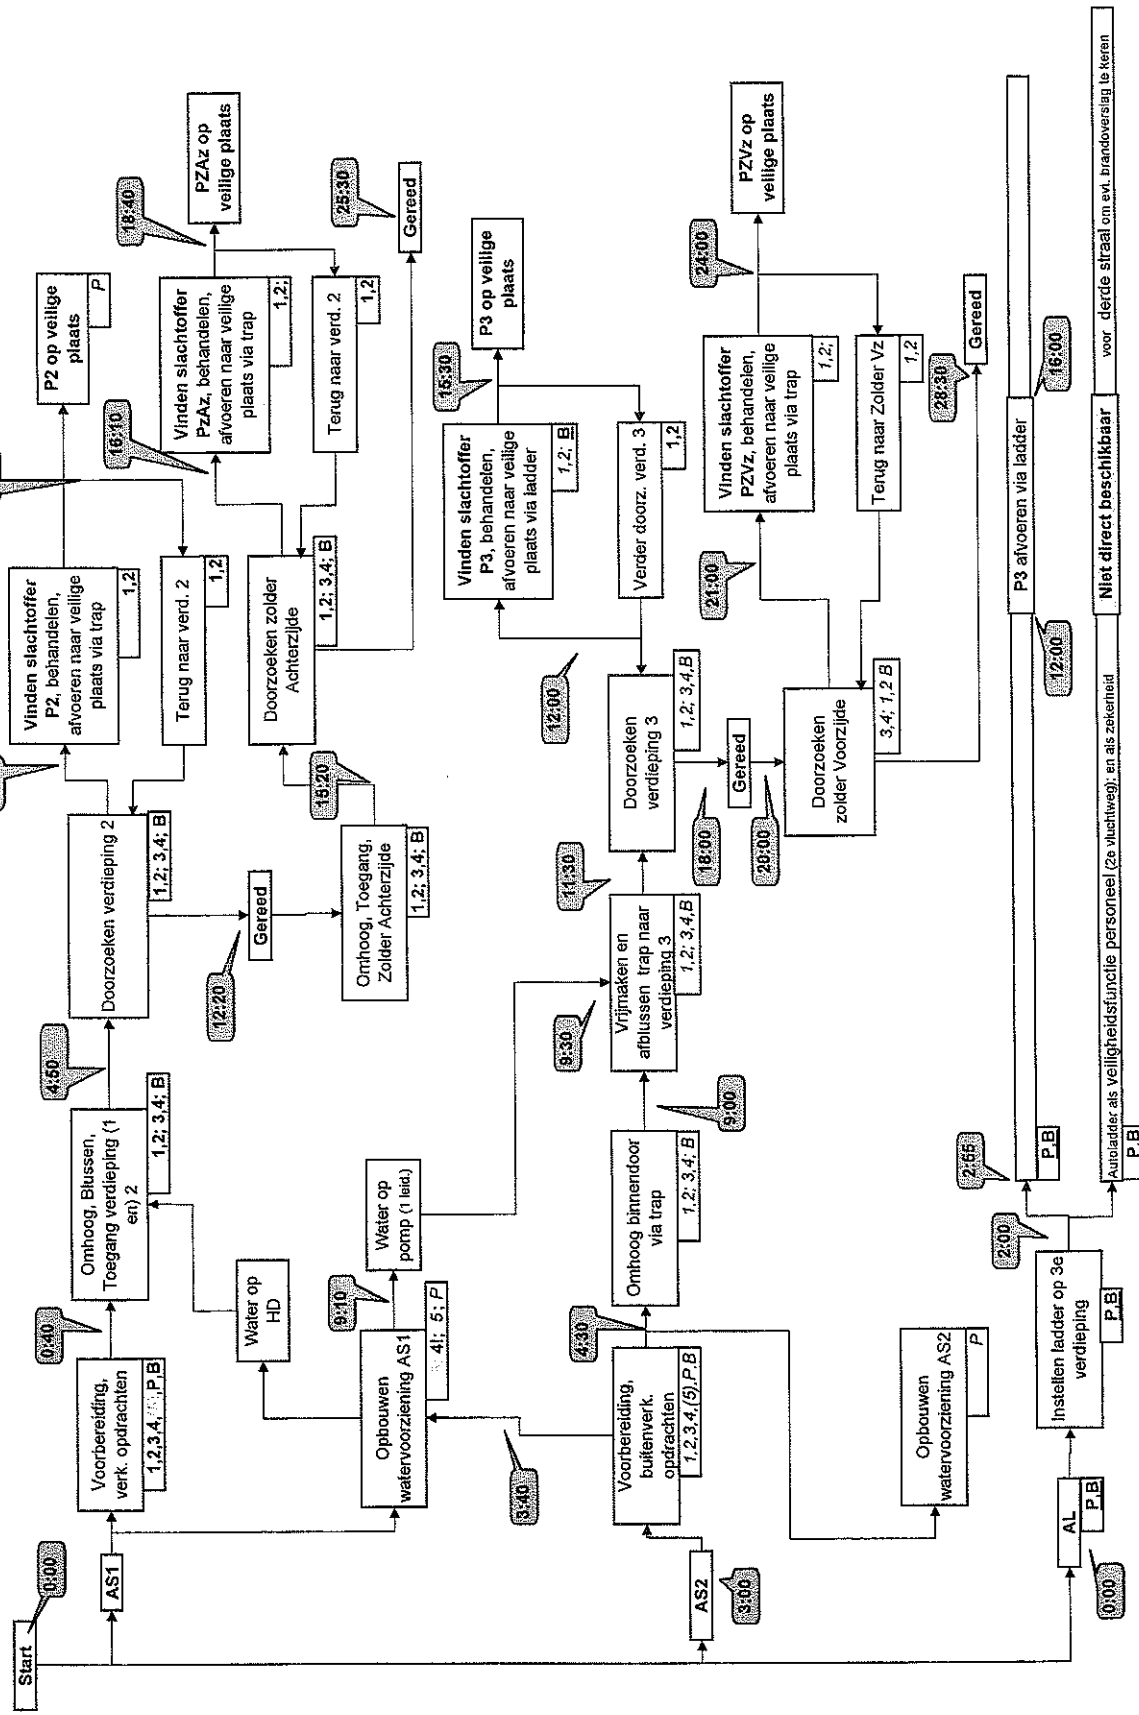 Start
0:00
AS1
Voorbereiding,
verk. opdrachten
P,B
1,2,3,4,
0:40
Omhoog, Blussen,
Toegang verdieping (1
en) 2
1,2; 3,4; B
4:50
Doorzoeken verdieping 2
1,2; 3,4; B
Vinden slachtoffer
P2, behandelen,
afvoeren naar veilige
plaats via trap
1,2
P2 op veilige
plaats
P
Terug naar verd. 2
1,2
12:20
Gereed
Omhoog, Toegang,
Zolder Achterzijde
1,2; 3,4; B
15:20
Doorzoeken zolder
Achterzijde
1,2; 3,4; B
16:10
Vinden slachtoffer
PzAz, behandelen,
afvoeren naar veilige
plaats via trap
1,2;
18:40
PZAz op
veilige plaats
Terug naar verd. 2
1,2
25:30
Gereed
Opbouwen
watervoorziening AS1
4!; 5; P
Water op
HD
9:10
Water op
pomp (1 leid.)
3:40
AS2
3:00
Voorbereiding,
buitenverk.
opdrachten
1,2,3,4,(5),P,B
4:30
Omhoog binnendoor
via trap
1,2; 3,4; B
9:00
9:30
Vrijmaken en
afblussen trap naar
verdieping 3
1,2; 3,4,B
11:30
Doorzoeken
verdieping 3
1,2; 3,4,B
12:00
Vinden slachtoffer
P3, behandelen,
afvoeren naar veilige
plaats via ladder
1,2; B
15:30
P3 op veilige
plaats
Verder doorz. verd. 3
1,2
18:00
Gereed
20:00
Doorzoeken
zolder Voorzijde
3,4; 1,2 B
21:00
Vinden slachtoffer
PZVz, behandelen,
afvoeren naar veilige
plaats via trap
1,2;
24:00
PZVz op
veilige plaats
Terug naar Zolder Vz
1,2
28:30
Gereed
Opbouwen
watervoorziening AS2
P
AL
P,B
0:00
Instellen ladder op 3e
verdieping
P,B
2:00
2:55
P,B
12:00
P3 afvoeren via ladder
16:00
Autoladder als veiligheidsfunctie personeel (2e vluchtweg); en als zekerheid
Niet direct beschikbaar
voor derde straal om evt. brandoverslag te keren
P,B